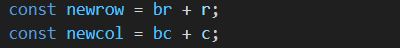 const newrow = br + r;
const newcol = bc + c;